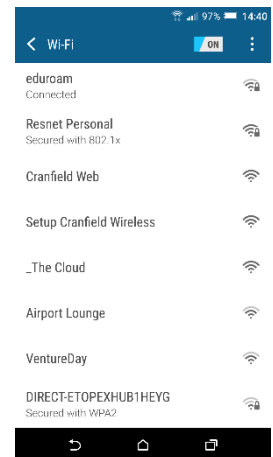 97% 14:40
Wi-Fi ON
eduroam
Connected
Resnet Personal
Secured with 802.1x
Cranfield Web
Setup Cranfield Wireless
_The Cloud
Airport Lounge
VentureDay
DIRECT-ETOPEXHUB1HEYG
Secured with WPA2